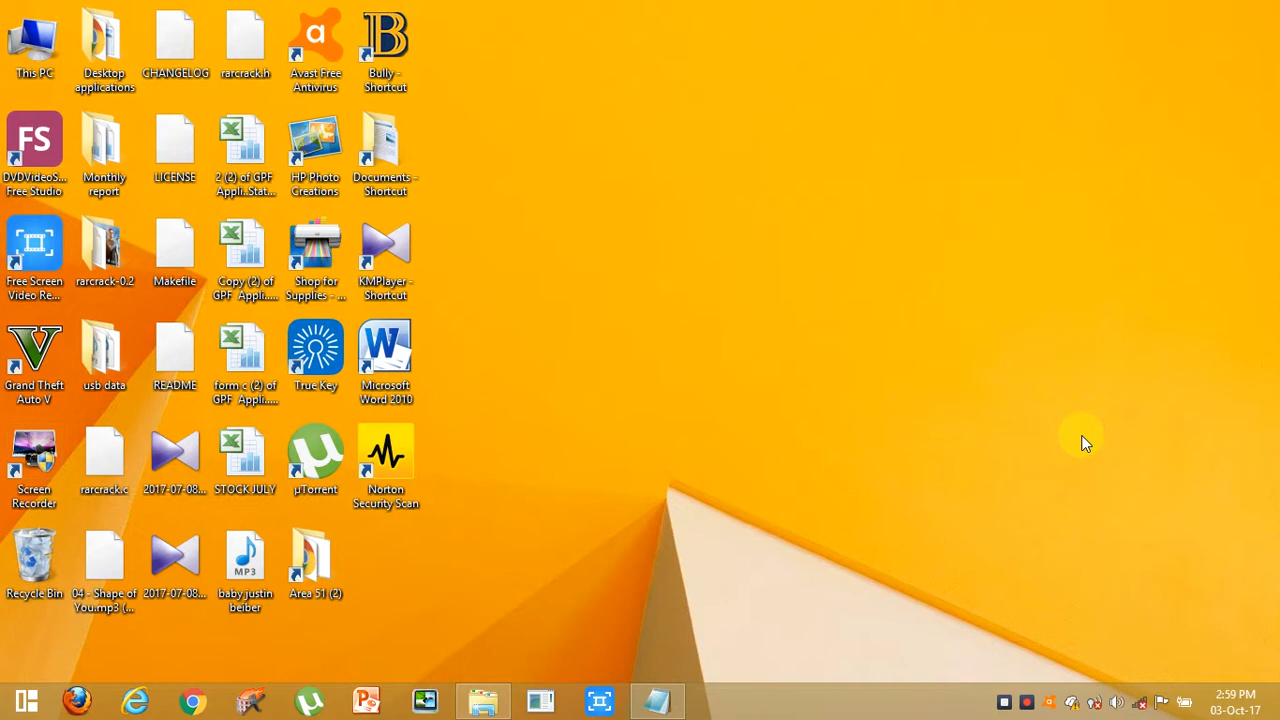 This PC
Desktop
applications
CHANGELOG
rarcrack.h
a
Avast Free
Antivirus
B
Bully -
Shortcut
FS
DVDVideoS...
Free Studio
Monthly
report
LICENSE
2 (2) of GPF
Appli..Stat...
HP Photo
Creations
Documents -
Shortcut
Free Screen
Video Re...
rarcrack-0.2
Makefile
Copy (2) of
GPF Appli.....
Shop for
Supplies - ...
KMPlayer -
Shortcut
Grand Theft
Auto V
usb data
README
form c (2) of
GPF Appli.....
True Key
Microsoft
Word 2010
Screen
Recorder
rarcrack.c
2017-07-08...
STOCK JULY
µTorrent
Norton
Security Scan
Recycle Bin
04 - Shape of
You.mp3 (...
2017-07-08...
MP3
baby.justin
beiber
Area 51 (2)
2:59 PM
03-Oct-17